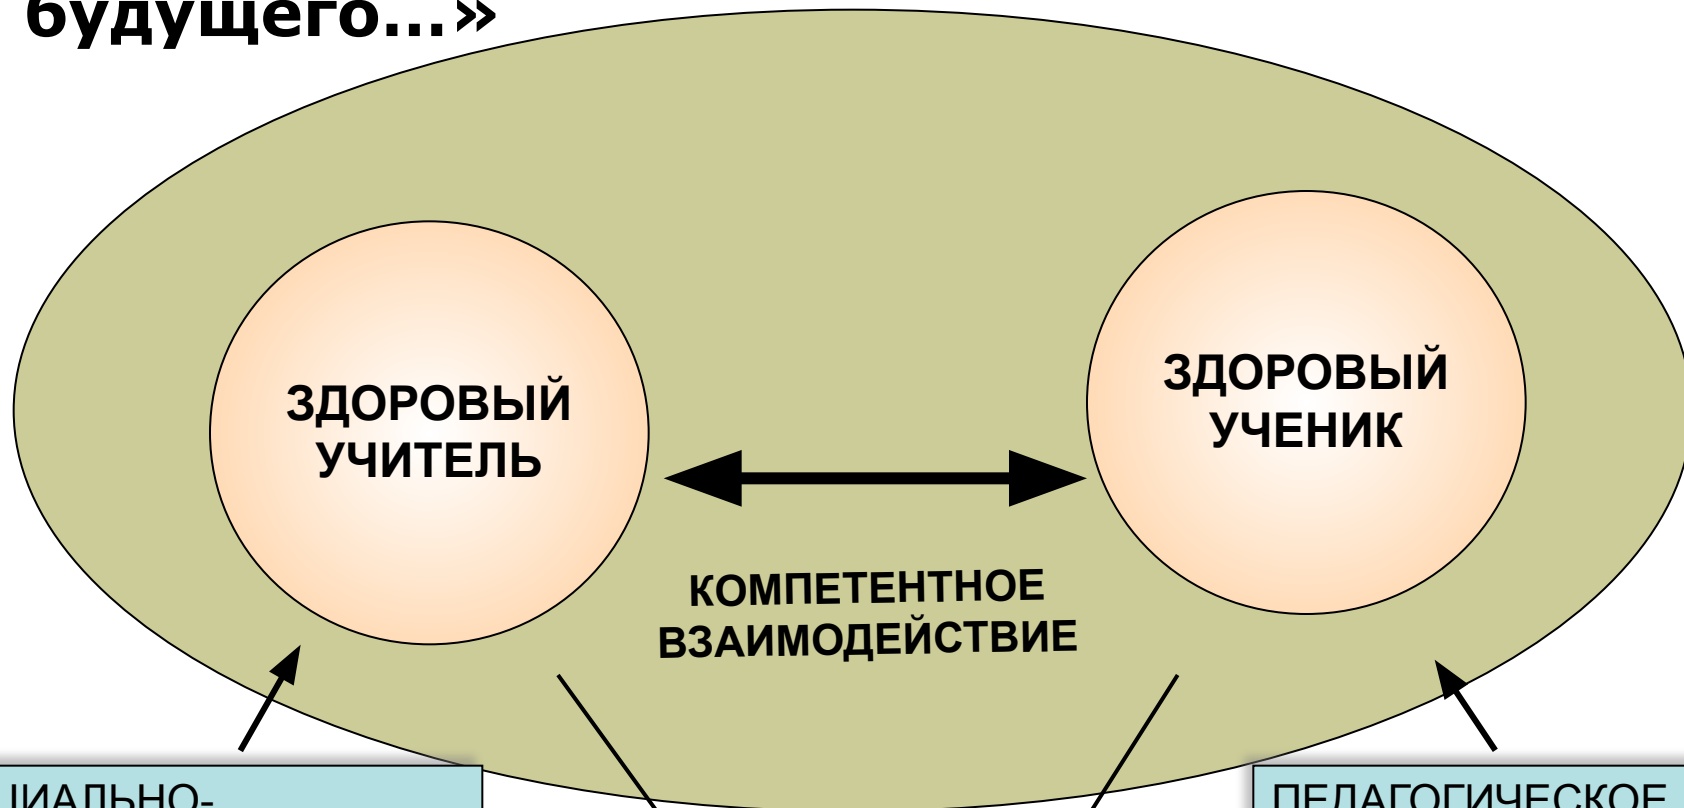 будущего...»
ЗДОРОВЫЙ
УЧИТЕЛЬ
ЗДОРОВЫЙ
УЧЕНИК
КОМПЕТЕНТНОЕ
ВЗАИМОДЕЙСТВИЕ
ПЕДАГОГИЧЕСКОЕ